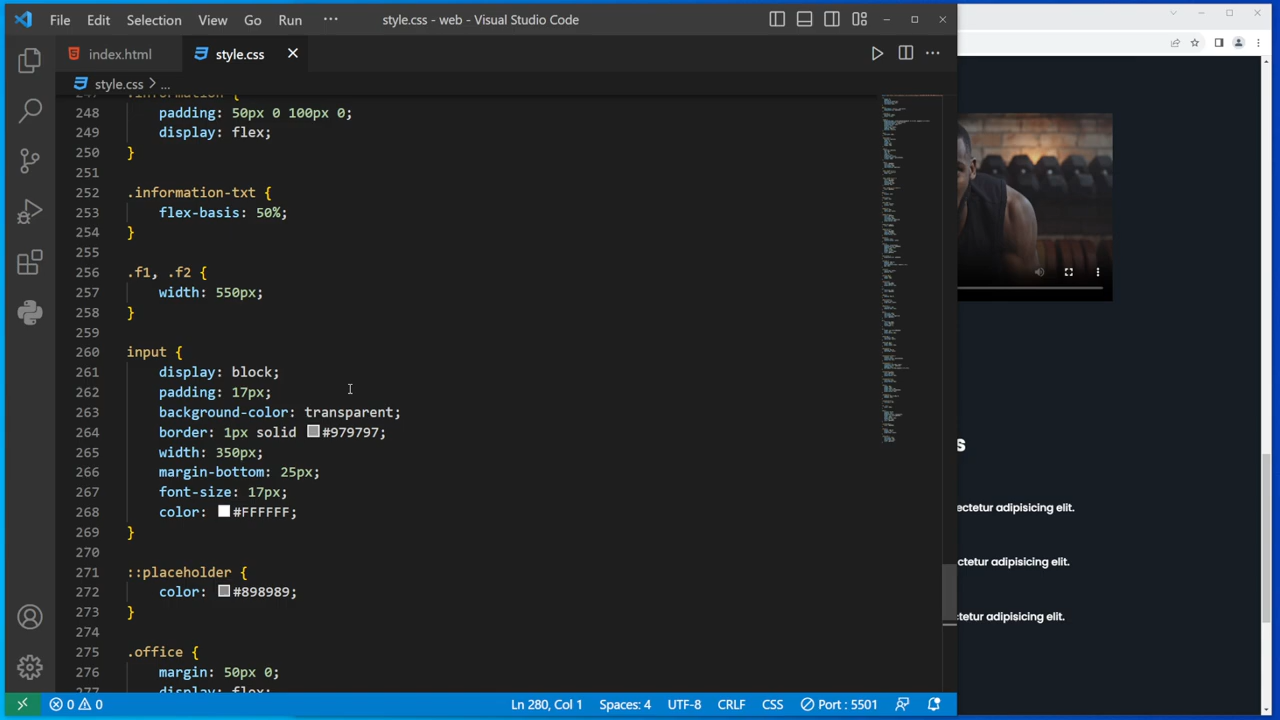 File Edit Selection View Go Run ··· style.css - web - Visual Studio Code
index.html style.css
style.css > ...
247 .information {
248 padding: 50px 0 100px 0;
249 display: flex;
250 }
251
252 .information-txt {
253 flex-basis: 50%;
254 }
255
256 .f1, .f2 {
257 width: 550px;
258 }
259
260 input {
261 display: block;
262 padding: 17px;
263 background-color: transparent;
264 border: 1px solid #979797;
265 width: 350px;
266 margin-bottom: 25px;
267 font-size: 17px;
268 color: #FFFFFF;
269 }
270
271 ::placeholder {
272 color: #898989;
273 }
274
275 .office {
276 margin: 50px 0;
277 display: flex;
s
ectetur adipisicing elit.
ctetur adipisicing elit.
ectetur adipisicing elit.
0 0 Ln 280, Col 1 Spaces: 4 UTF-8 CRLF CSS Port : 5501